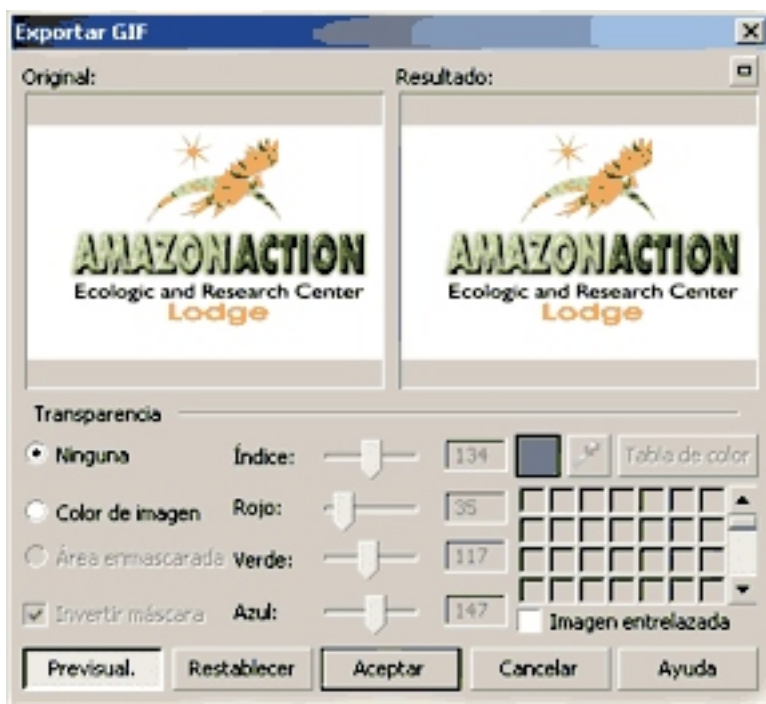 Exportar GIF
Original:
Resultado:
AMAZONACTION
Ecologic and Research Center
Lodge
AMAZONACTION
Ecologic and Research Center
Lodge
Transparencia
Ninguna
Índice:
134
Tabla de color
Color de imagen
Rojo:
35
Área enmascarada
Verde:
117
Invertir máscara
Azul:
147
Imagen entrelazada
Previsual.
Restablecer
Aceptar
Cancelar
Ayuda